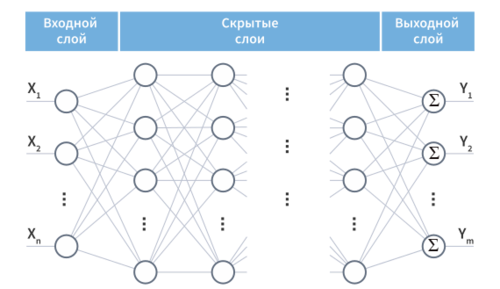 Входной
слой
Скрытые
слои
Выходной
слой
X1
X2
Xn
Σ
Σ
Σ
Y1
Y2
Ym